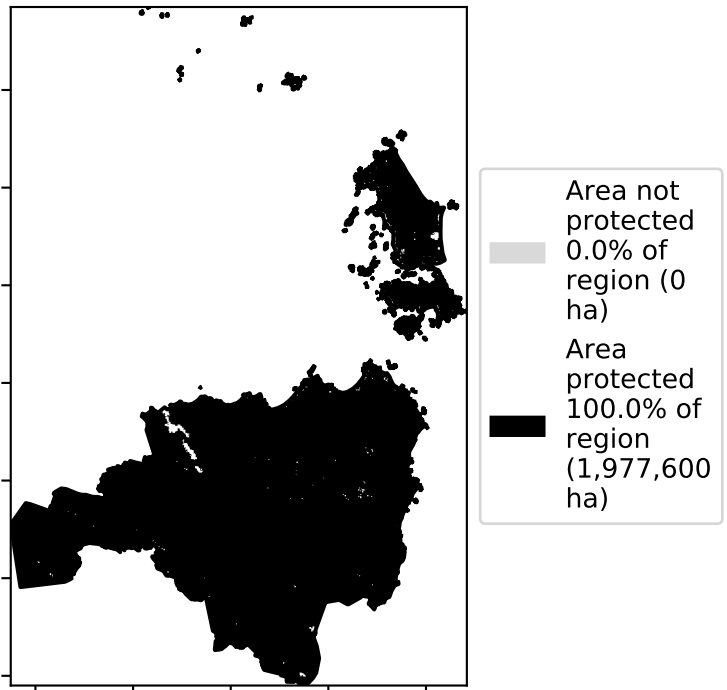 Area not
protected
0.0% of
region (0
ha)
Area
protected
100.0% of
region
(1,977,600
ha)